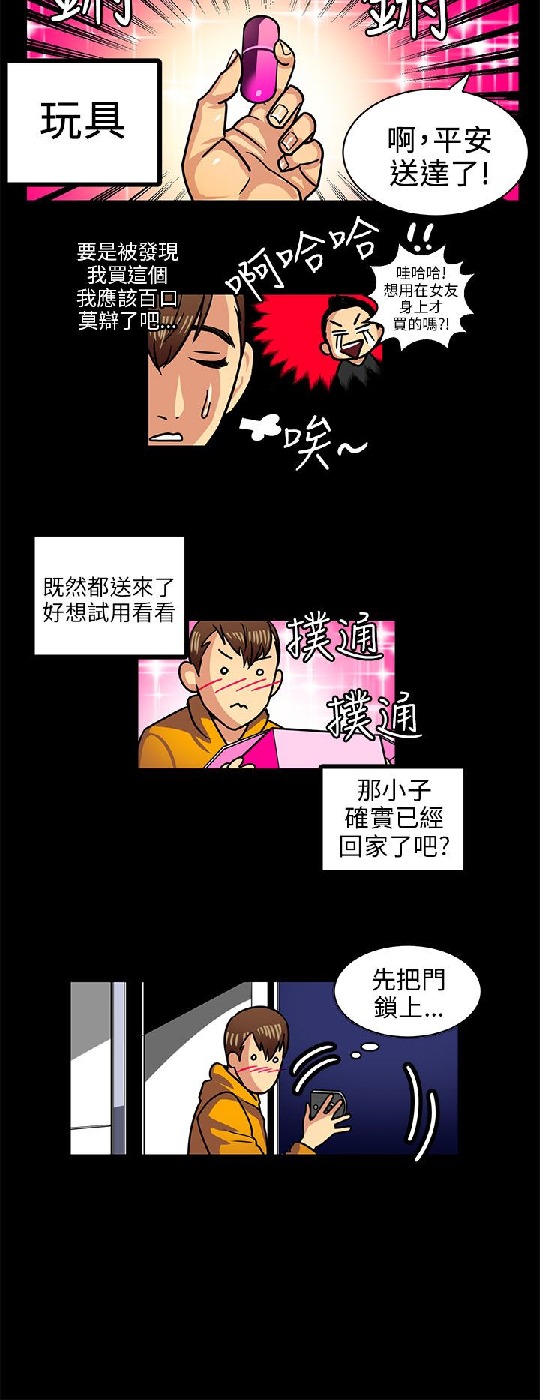 鏘
鏘
玩具
啊,平安
送達了!
要是被發現
我買這個
我應該百口
莫辯了吧...
啊哈哈
!!
哇哈哈!
想用在女友
身上才
買的嗎?!
唉~
既然都送來了
好想試用看看
撲通
撲通
那小子
確實已經
回家了吧?
先把門
鎖上...